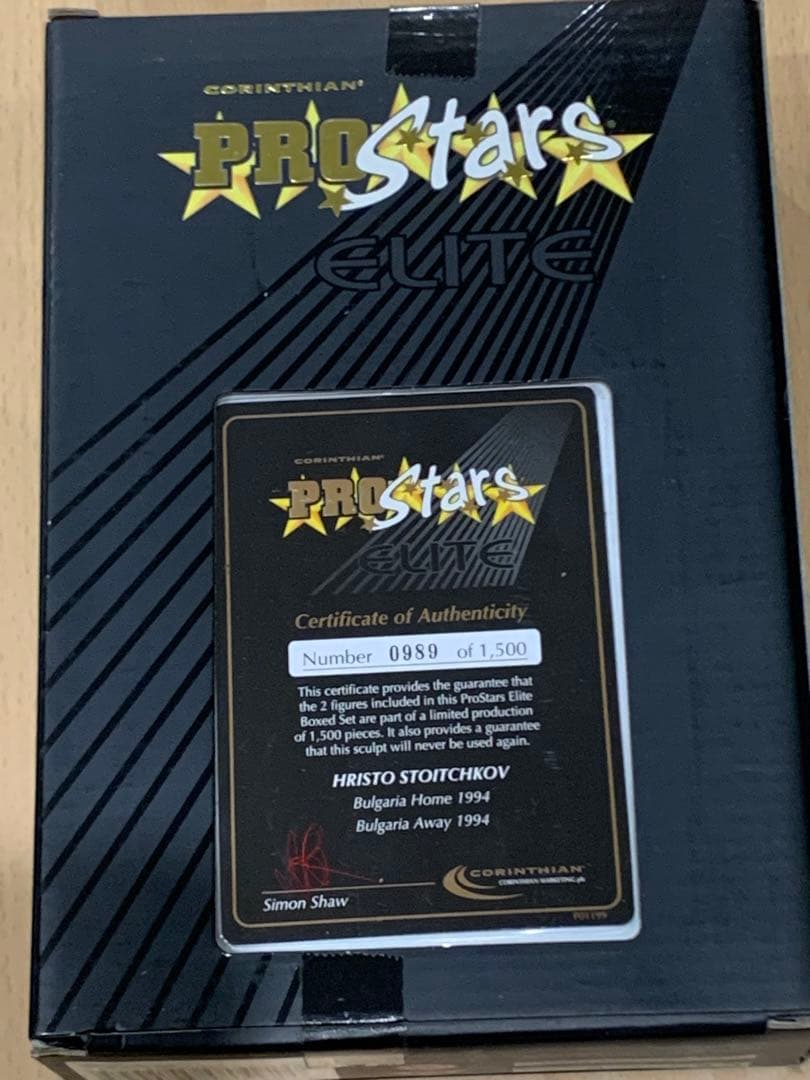 CORINTHIAN®
PROStars
ELITE
CORINTHIAN®
PROStars
ELITE
Certificate of Authenticity
Number 0989 of 1,500
This certificate provides the guarantee that
the 2 figures included in this ProStars Elite
Boxed Set are part of a limited production
of 1,500 pieces. It also provides a guarantee
that this sculpt will never be used again.
HRISTO STOITCHKOV
Bulgaria Home 1994
Bulgaria Away 1994
CORINTHIAN™
CORINTHIAN MARKETING plc
Simon Shaw